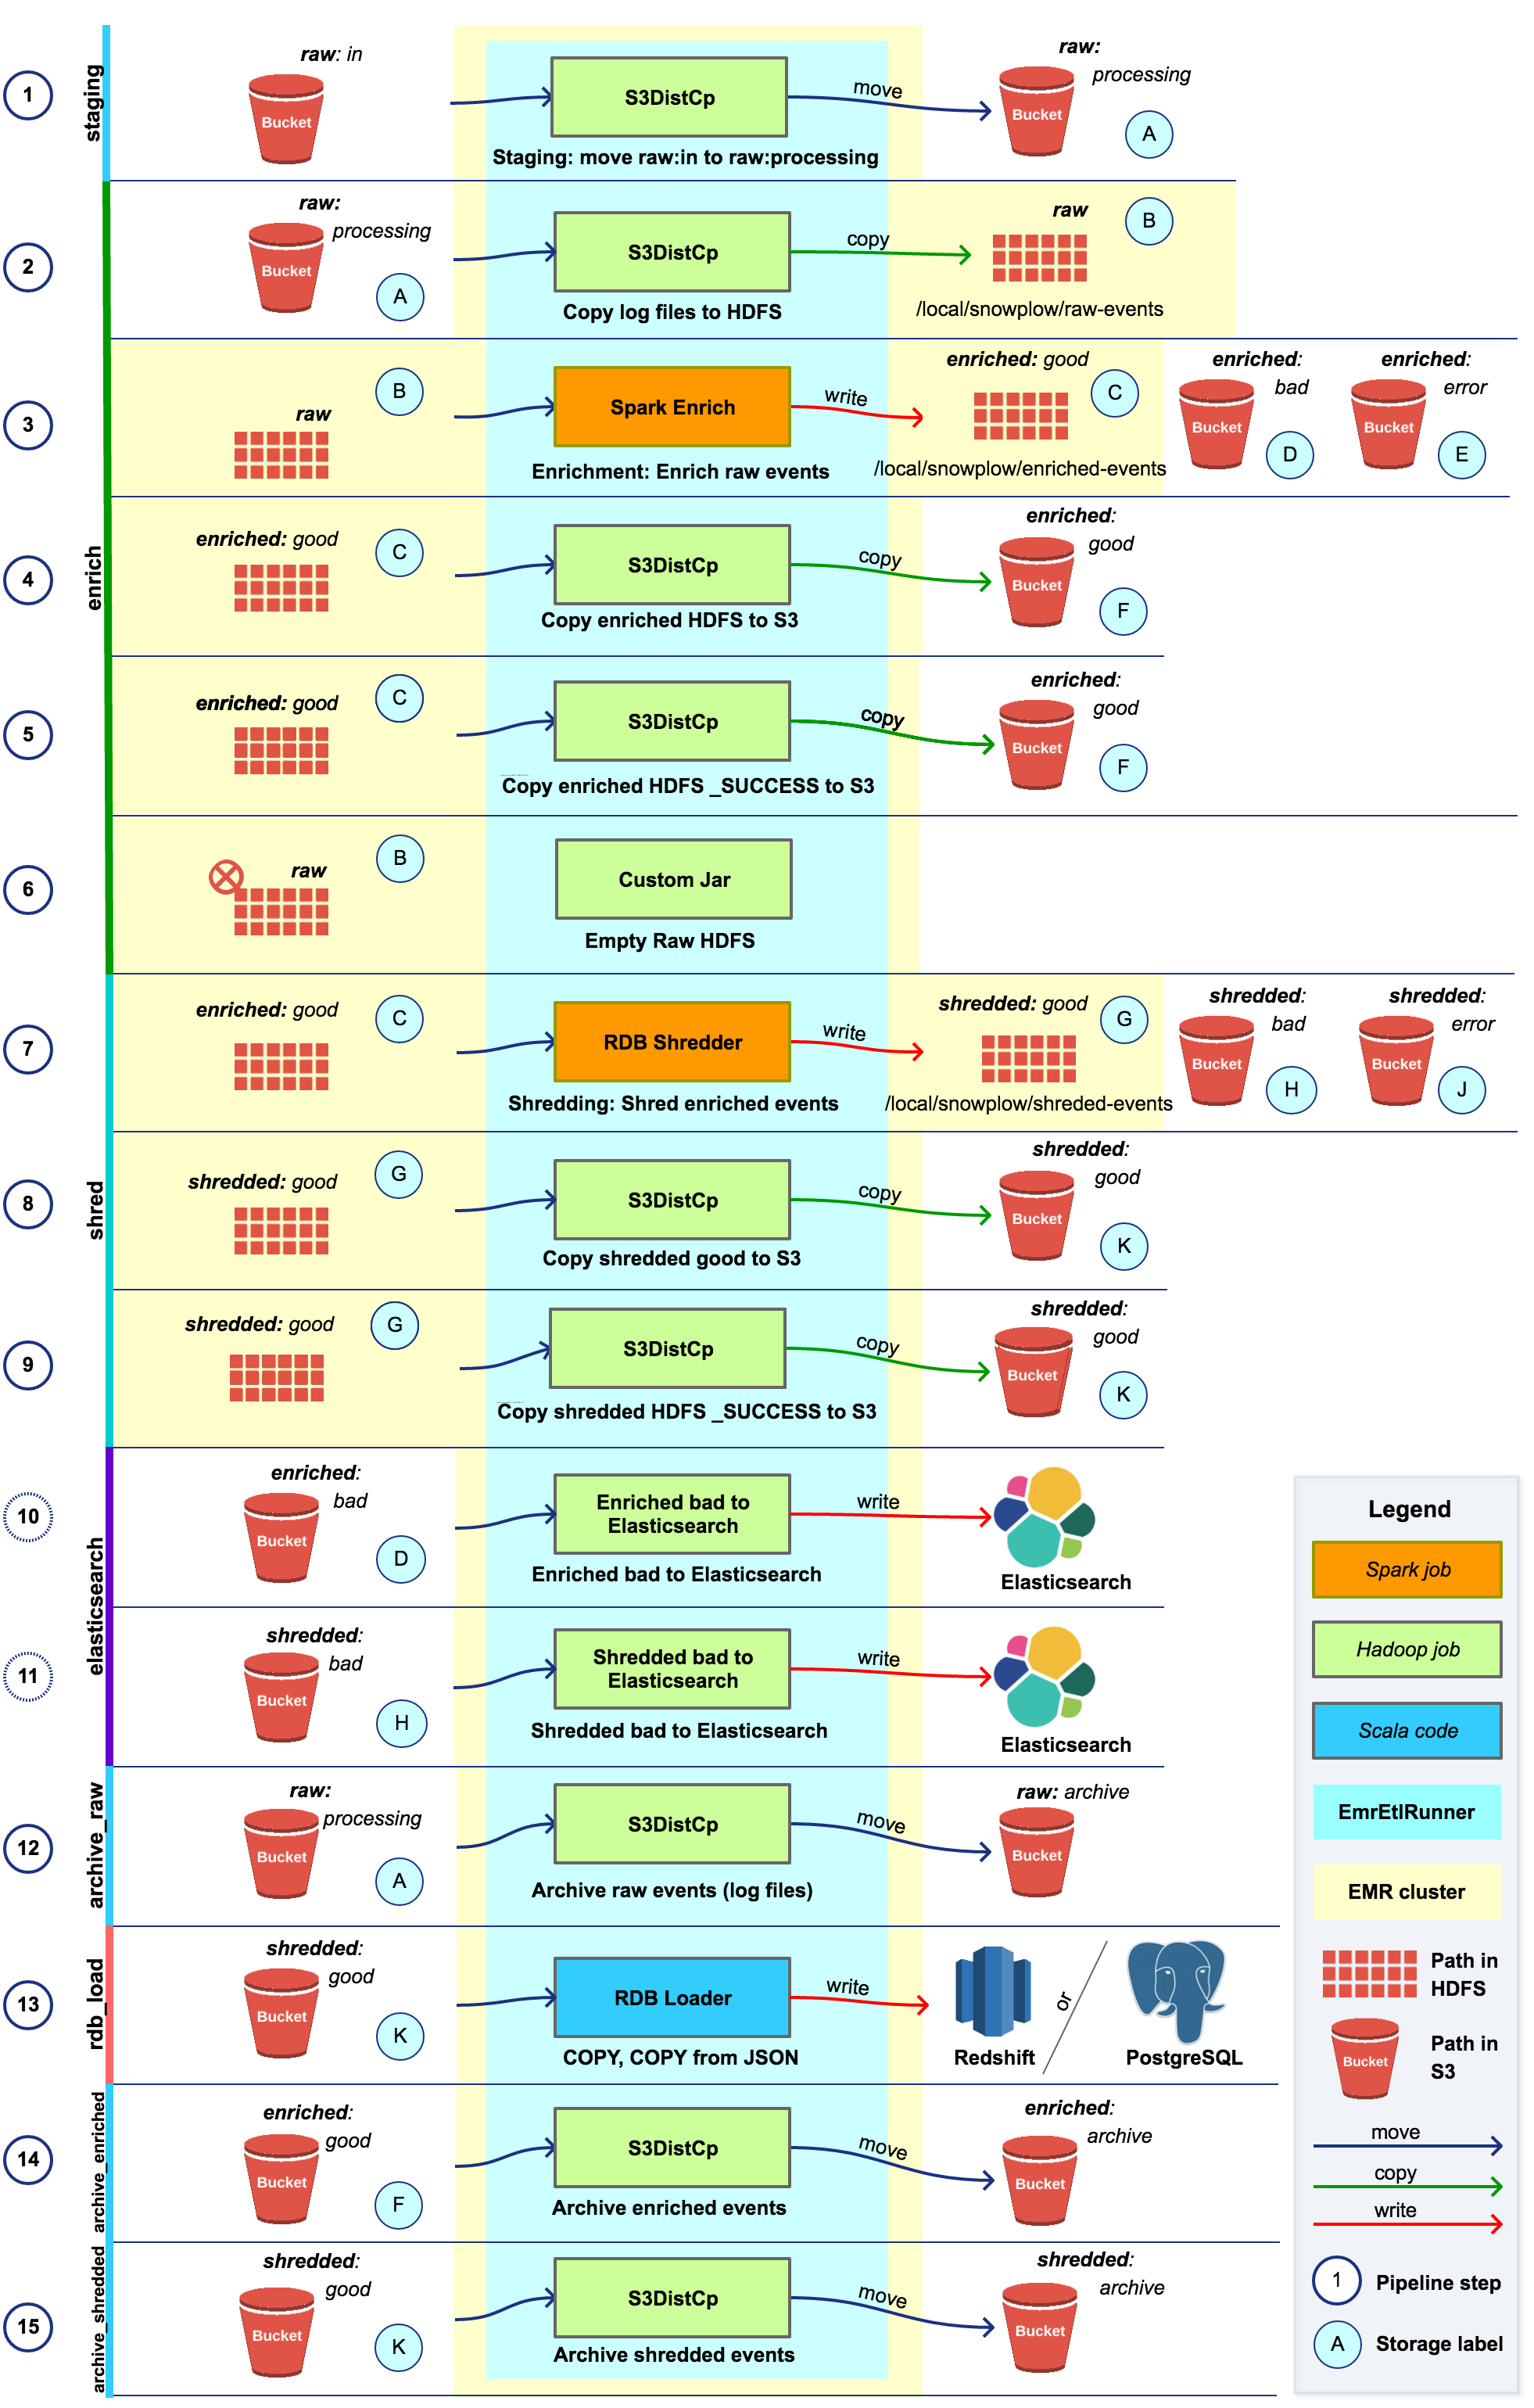 staging
1
raw: in
Bucket
S3DistCp
Staging: move raw:in to raw:processing
move
raw:
processing
Bucket
A
enrich
2
raw:
processing
Bucket
A
S3DistCp
Copy log files to HDFS
copy
raw
B
/local/snowplow/raw-events
3
raw
B
Spark Enrich
Enrichment: Enrich raw events
write
enriched: good
C
/local/snowplow/enriched-events
enriched:
bad
Bucket
D
enriched:
error
Bucket
E
4
enriched: good
C
S3DistCp
Copy enriched HDFS to S3
copy
enriched:
good
Bucket
F
5
enriched: good
C
S3DistCp
Copy enriched HDFS _SUCCESS to S3
copy
enriched:
good
Bucket
F
6
raw
B
Custom Jar
Empty Raw HDFS
shred
7
enriched: good
C
RDB Shredder
Shredding: Shred enriched events
write
shredded: good
G
/local/snowplow/shreded-events
shredded:
bad
Bucket
H
shredded:
error
Bucket
J
8
shredded: good
G
S3DistCp
Copy shredded good to S3
copy
shredded:
good
Bucket
K
9
shredded: good
G
S3DistCp
Copy shredded HDFS _SUCCESS to S3
copy
shredded:
good
Bucket
K
elasticsearch
10
enriched:
bad
Bucket
D
Enriched bad to
Elasticsearch
Enriched bad to Elasticsearch
write
Elasticsearch
11
shredded:
bad
Bucket
H
Shredded bad to
Elasticsearch
Shredded bad to Elasticsearch
write
Elasticsearch
archive_raw
12
raw:
processing
Bucket
A
S3DistCp
Archive raw events (log files)
move
raw: archive
Bucket
rdb_load
13
shredded:
good
Bucket
K
RDB Loader
COPY, COPY from JSON
write
Redshift
or
PostgreSQL
archive_enriched
14
enriched:
good
Bucket
F
S3DistCp
Archive enriched events
move
enriched:
archive
Bucket
archive_shredded
15
shredded:
good
Bucket
K
S3DistCp
Archive shredded events
move
shredded:
archive
Bucket
Legend
Spark job
Hadoop job
Scala code
EmrEtlRunner
EMR cluster
Path in
HDFS
Bucket
Path in
S3
move
copy
write
1
Pipeline step
A
Storage label